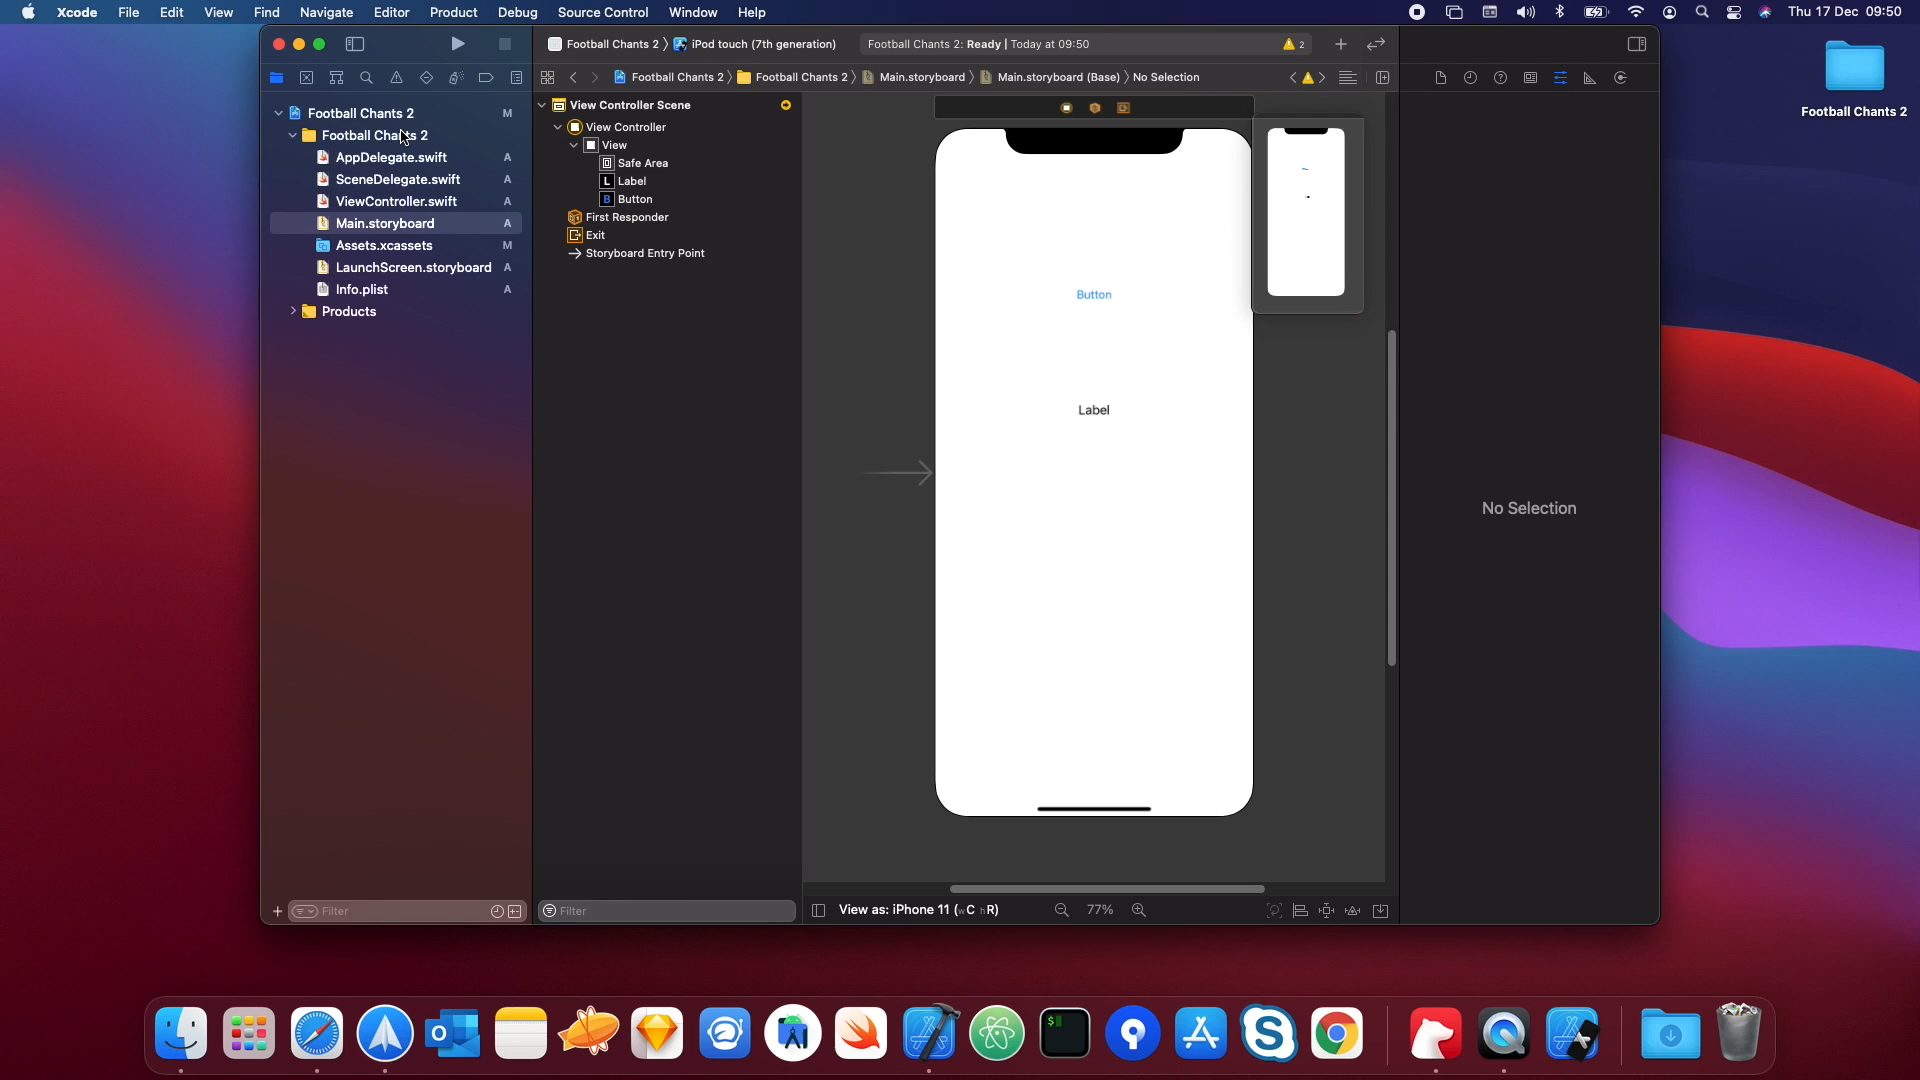 Xcode File Edit View Find Navigate Editor Product Debug Source Control Window Help Thu 17 Dec 09:50
Football Chants 2 iPod touch (7th generation) Football Chants 2: Ready | Today at 09:50 2
Football Chants 2 Football Chants 2 Main.storyboard Main.storyboard (Base) No Selection
Football Chants 2 M
Football Chants 2
AppDelegate.swift A
SceneDelegate.swift A
ViewController.swift A
Main.storyboard A
Assets.xcassets M
LaunchScreen.storyboard A
Info.plist A
Products
View Controller Scene
View Controller
View
Safe Area
L Label
B Button
First Responder
Exit
Storyboard Entry Point
Button
Label
No Selection
Football Chants 2
Filter
Filter
View as: iPhone 11 (wC hR) 77%